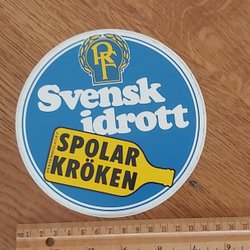 RF
Svensk
idrott
SPOLAR
KRÖKEN